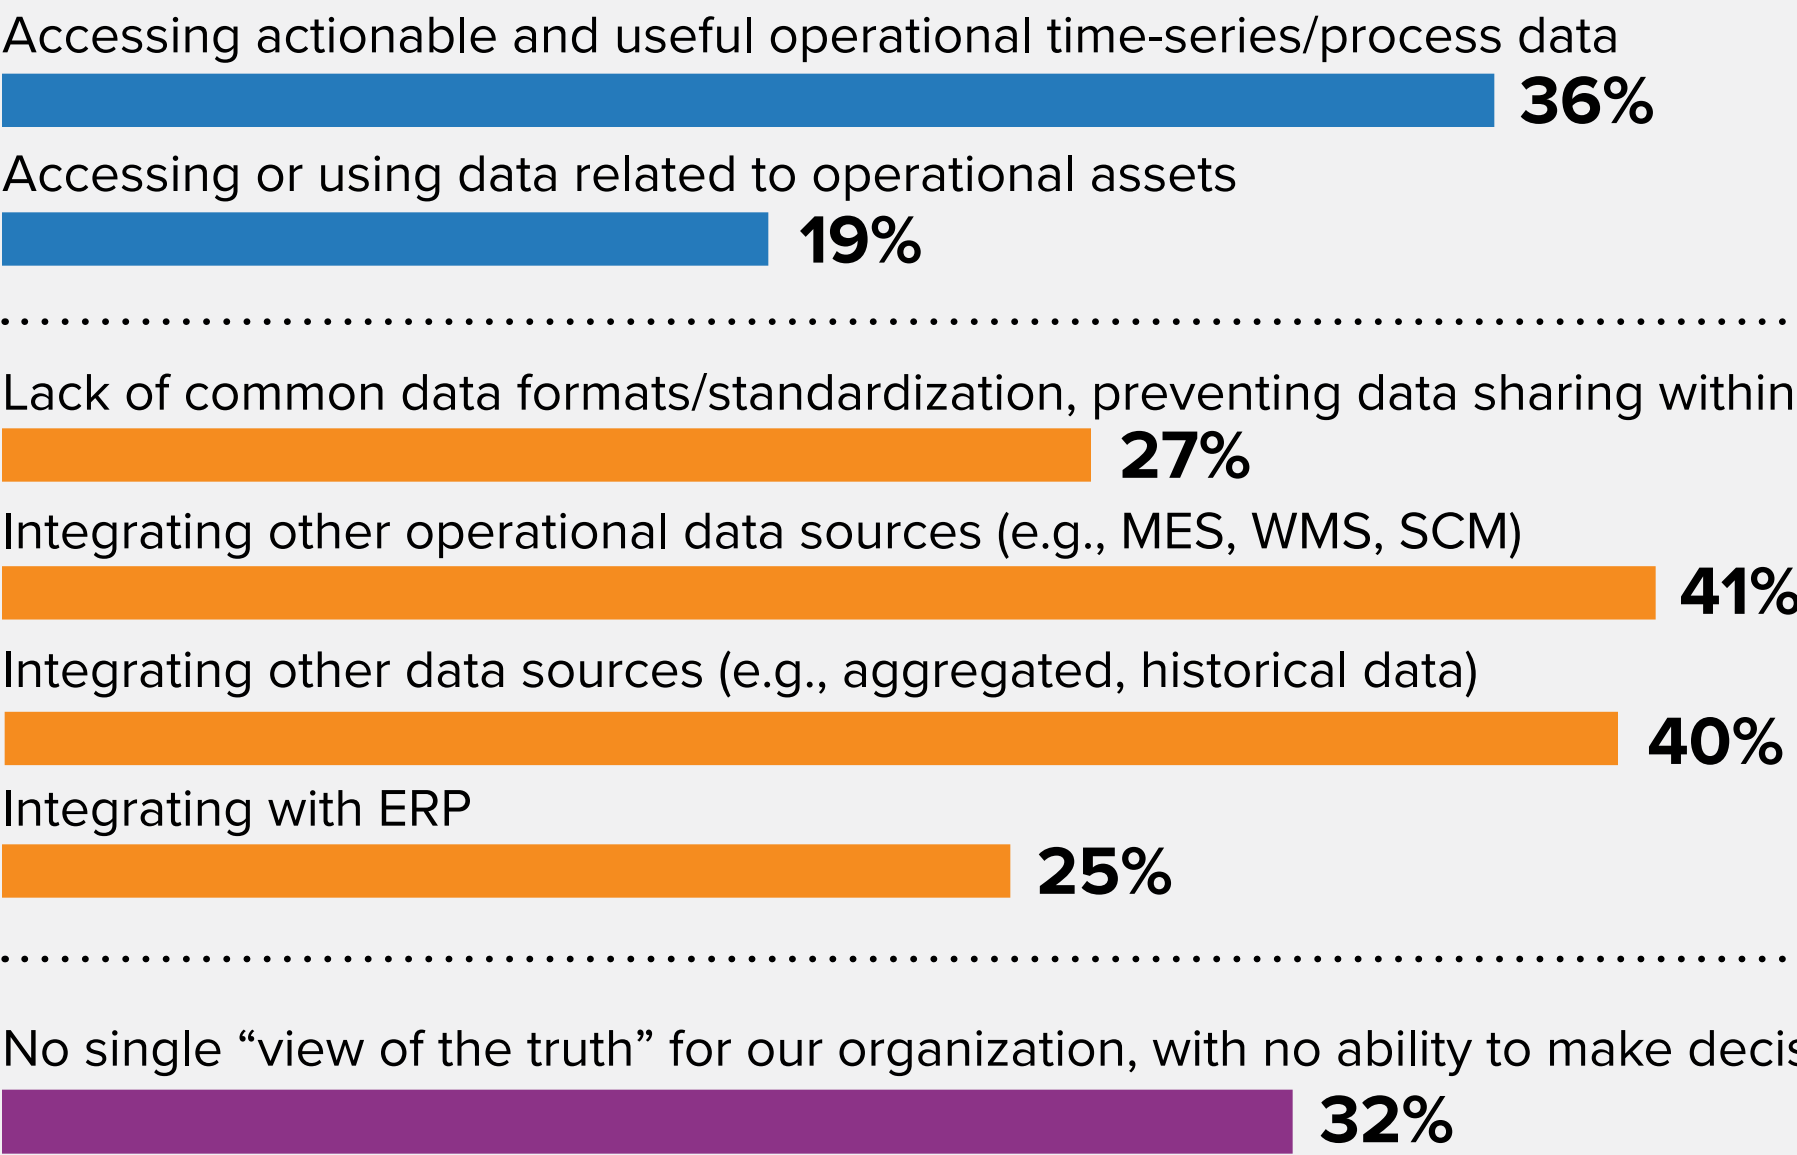 Accessing actionable and useful operational time-series/process data
36%
Accessing or using data related to operational assets
19%
Lack of common data formats/standardization, preventing data sharing within
27%
Integrating other operational data sources (e.g., MES, WMS, SCM)
41%
Integrating other data sources (e.g., aggregated, historical data)
40%
Integrating with ERP
25%
No single “view of the truth” for our organization, with no ability to make
32%